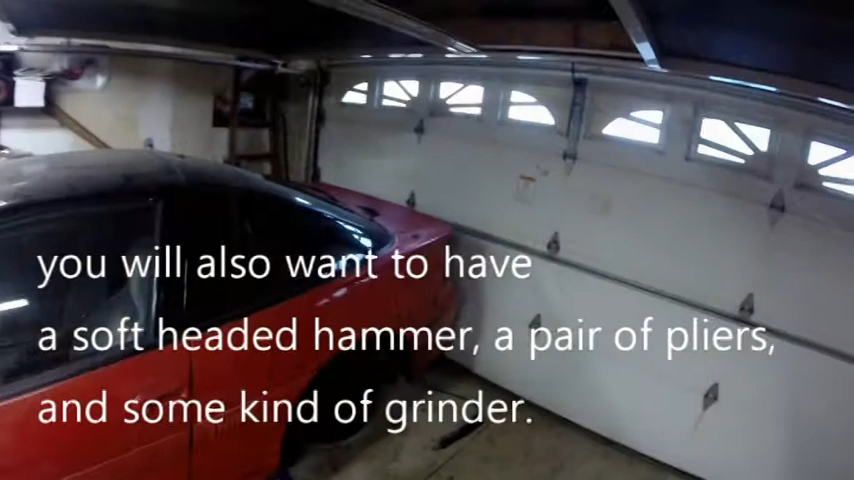 you will also want to have
a soft headed hammer, a pair of pliers,
and some kind of grinder.